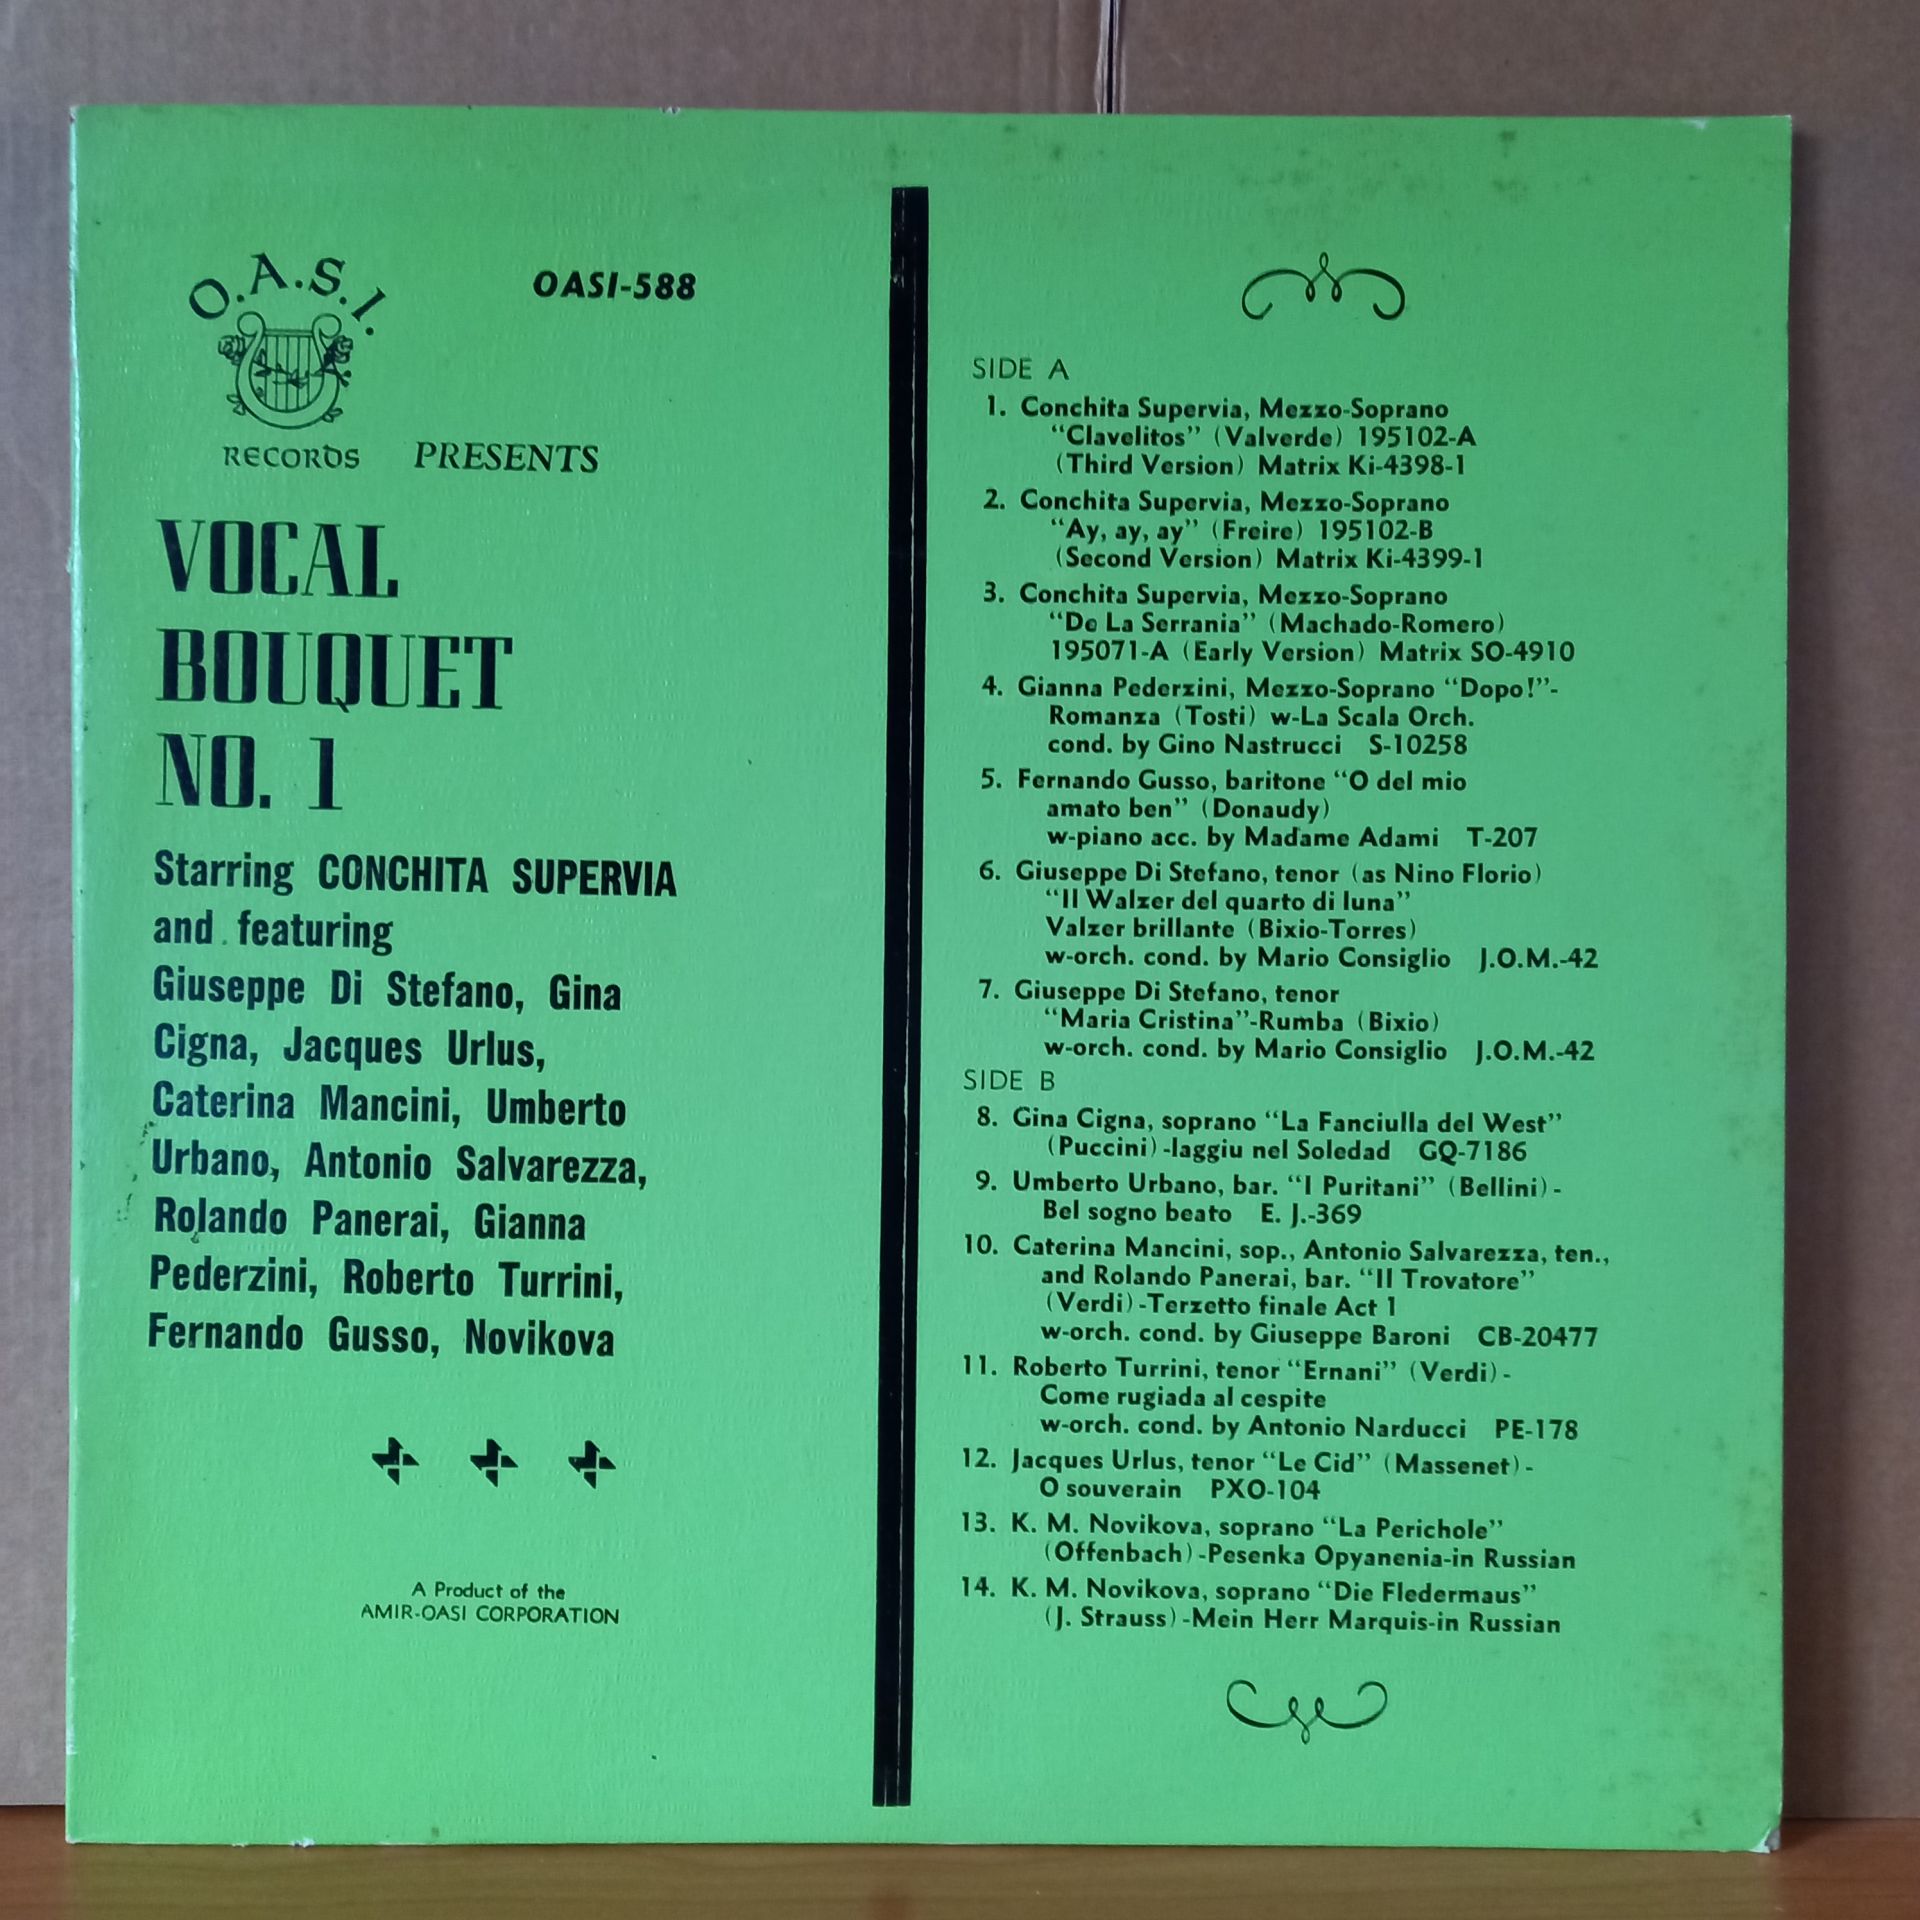 O.A.S.I.
OASI-588
RECORDS PRESENTS
VOCAL
BOUQUET
NO. 1
Starring CONCHITA SUPERVIA
and featuring
Giuseppe Di Stefano, Gina
Cigna, Jacques Urlus,
Caterina Mancini, Umberto
Urbano, Antonio Salvarezza,
Rolando Panerai, Gianna
Pederzini, Roberto Turrini,
Fernando Gusso, Novikova
A Product of the
AMIR-OASI CORPORATION
SIDE A
1. Conchita Supervia, Mezzo-Soprano
"Clavelitos" (Valverde) 195102-A
(Third Version) Matrix Ki-4398-1
2. Conchita Supervia, Mezzo-Soprano
"Ay, ay, ay" (Freire) 195102-B
(Second Version) Matrix Ki-4399-1
3. Conchita Supervia, Mezzo-Soprano
"De La Serrania" (Machado-Romero)
195071-A (Early Version) Matrix SO-4910
4. Gianna Pederzini, Mezzo-Soprano "Dopo!"-
Romanza (Tosti) w-La Scala Orch.
cond. by Gino Nastrucci S-10258
5. Fernando Gusso, baritone "O del mio
amato ben" (Donaudy)
w-piano acc. by Madame Adami T-207
6. Giuseppe Di Stefano, tenor (as Nino Florio)
"Il Walzer del quarto di luna"
Valzer brillante (Bixio-Torres)
w-orch. cond. by Mario Consiglio J.O.M.-42
7. Giuseppe Di Stefano, tenor
"Maria Cristina"-Rumba (Bixio)
w-orch. cond. by Mario Consiglio J.O.M.-42
SIDE B
8. Gina Cigna, soprano "La Fanciulla del West"
(Puccini)-laggiu nel Soledad GQ-7186
9. Umberto Urbano, bar. "I Puritani" (Bellini)-
Bel sogno beato E. J.-369
10. Caterina Mancini, sop., Antonio Salvarezza, ten.,
and Rolando Panerai, bar. "Il Trovatore"
(Verdi)-Terzetto finale Act 1
w-orch. cond. by Giuseppe Baroni CB-20477
11. Roberto Turrini, tenor "Ernani" (Verdi)-
Come rugiada al cespite
w-orch. cond. by Antonio Narducci PE-178
12. Jacques Urlus, tenor "Le Cid" (Massenet)-
O souverain PXO-104
13. K. M. Novikova, soprano "La Perichole"
(Offenbach)-Pesenka Opyanenia-in Russian
14. K. M. Novikova, soprano "Die Fledermaus"
(J. Strauss)-Mein Herr Marquis-in Russian